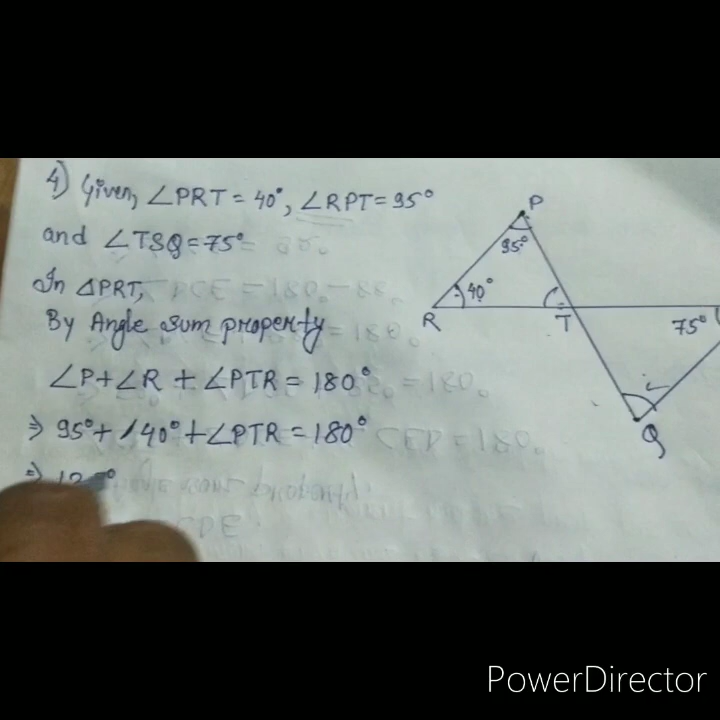 4) Given, ∠PRT = 40°, ∠RPT = 95°
and ∠TSQ = 75°
In ΔPRT,
By Angle sum property
∠P + ∠R + ∠PTR = 180°
⇒ 95° + 40° + ∠PTR = 180°
⇒
P
95°
40°
R
T
75°
Q
PowerDirector